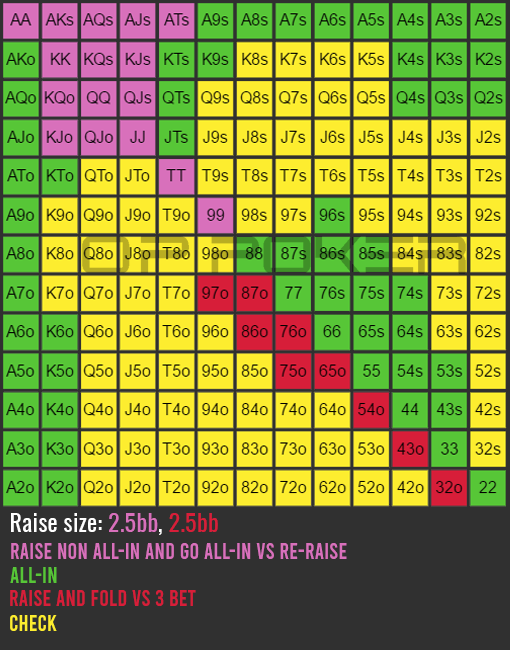 AA AKs AQs AJs ATs A9s A8s A7s A6s A5s A4s A3s A2s
AKo KK KQs KJs KTs K9s K8s K7s K6s K5s K4s K3s K2s
AQo KQo QQ QJs QTs Q9s Q8s Q7s Q6s Q5s Q4s Q3s Q2s
AJo KJo QJo JJ JTs J9s J8s J7s J6s J5s J4s J3s J2s
ATo KTo QTo JTo TT T9s T8s T7s T6s T5s T4s T3s T2s
A9o K9o Q9o J9o T9o 99 98s 97s 96s 95s 94s 93s 92s
A8o K8o Q8o J8o T8o 98o 88 87s 86s 85s 84s 83s 82s
OP POKER
A7o K7o Q7o J7o T7o 97o 87o 77 76s 75s 74s 73s 72s
A6o K6o Q6o J6o T6o 96o 86o 76o 66 65s 64s 63s 62s
A5o K5o Q5o J5o T5o 95o 85o 75o 65o 55 54s 53s 52s
A4o K4o Q4o J4o T4o 94o 84o 74o 64o 54o 44 43s 42s
A3o K3o Q3o J3o T3o 93o 83o 73o 63o 53o 43o 33 32s
A2o K2o Q2o J2o T2o 92o 82o 72o 62o 52o 42o 32o 22
Raise size: 2.5bb, 2.5bb
RAISE NON ALL-IN AND GO ALL-IN VS RE-RAISE
ALL-IN
RAISE AND FOLD VS 3 BET
CHECK